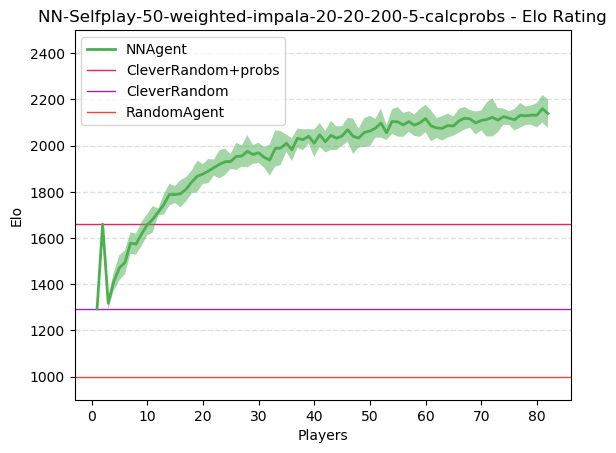 NN-Selfplay-50-weighted-impala-20-20-200-5-calcprobs - Elo Rating
NNAgent
CleverRandom+probs
CleverRandom
RandomAgent
2400
2200
2000
1800
1600
1400
1200
1000
Elo
0 10 20 30 40 50 60 70 80
Players